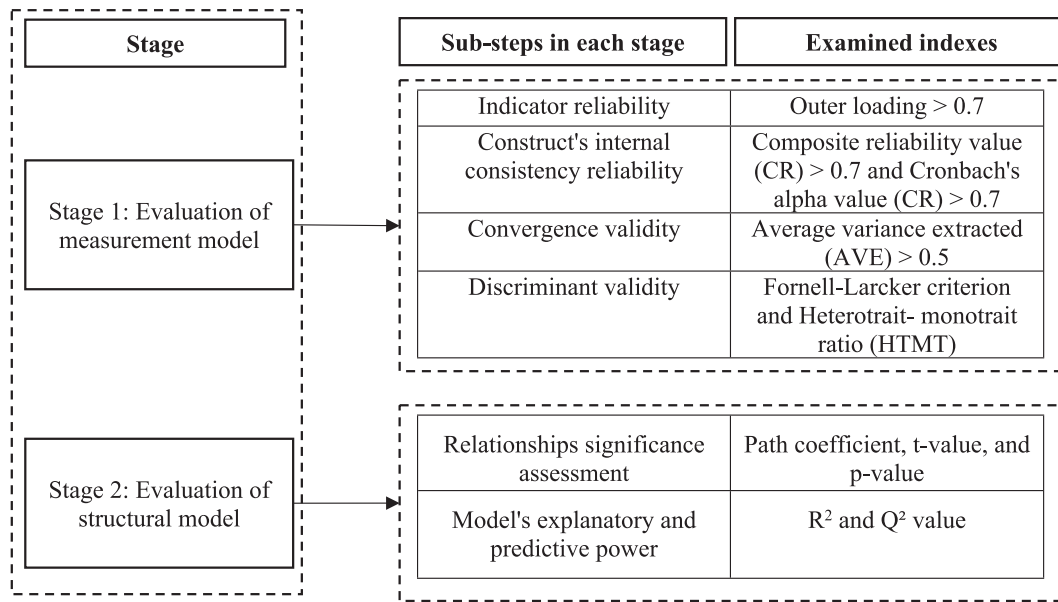 Stage
Sub-steps in each stage
Examined indexes
Stage 1: Evaluation of
measurement model
Indicator reliability
Outer loading > 0.7
Construct's internal
consistency reliability
Composite reliability value
(CR) > 0.7 and Cronbach's
alpha value (CR) > 0.7
Convergence validity
Average variance extracted
(AVE) > 0.5
Discriminant validity
Fornell-Larcker criterion
and Heterotrait- monotrait
ratio (HTMT)
Stage 2: Evaluation of
structural model
Relationships significance
assessment
Path coefficient, t-value, and
p-value
Model's explanatory and
predictive power
R² and Q² value